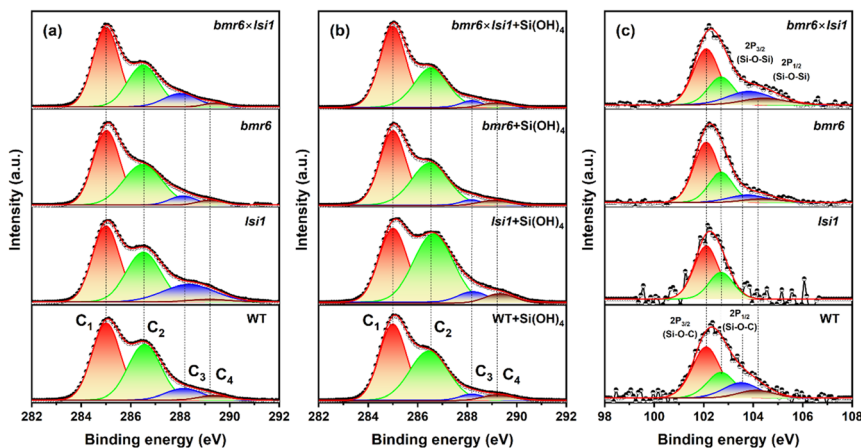 (a)
bmr6×lsi1
bmr6
lsi1
WT
C1
C2
C3
C4
Intensity (a.u.)
282 284 286 288 290 292
Binding energy (eV)
(b)
bmr6×lsi1+Si(OH)4
bmr6+Si(OH)4
lsi1+Si(OH)4
WT+Si(OH)4
C1
C2
C3
C4
Intensity (a.u.)
282 284 286 288 290 292
Binding energy (eV)
(c)
bmr6×lsi1
2P3/2
(Si-O-Si)
2P1/2
(Si-O-Si)
bmr6
lsi1
WT
2P3/2
(Si-O-C)
2P1/2
(Si-O-C)
Intensity (a.u.)
98 100 102 104 106 108
Binding energy (eV)